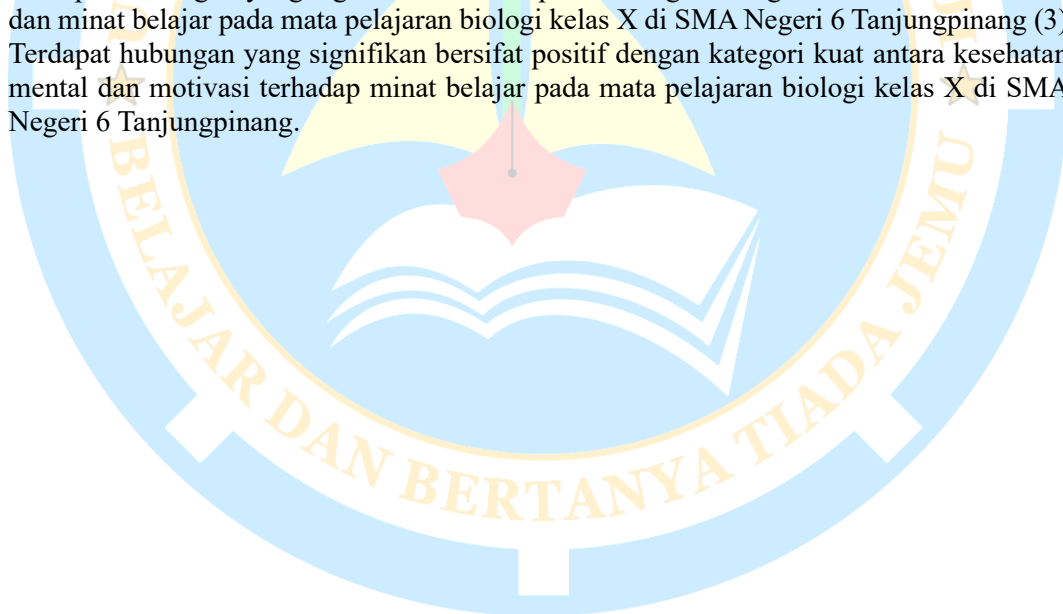 dan minat belajar pada mata pelajaran biologi kelas X di SMA Negeri 6 Tanjungpinang (3)
Terdapat hubungan yang signifikan bersifat positif dengan kategori kuat antara kesehatan
mental dan motivasi terhadap minat belajar pada mata pelajaran biologi kelas X di SMA
Negeri 6 Tanjungpinang.
BELAJAR DAN BERTANYA TIADA JEMU